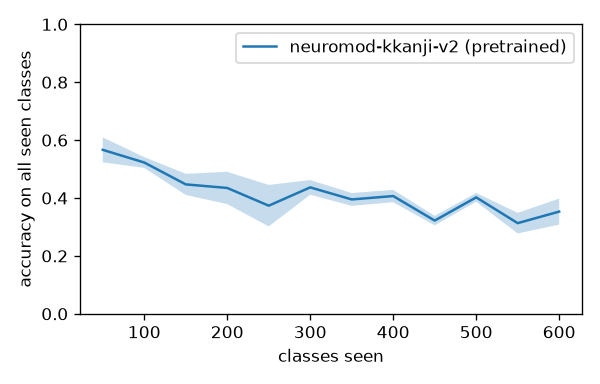 neuromod-kkanji-v2 (pretrained)
accuracy on all seen classes
1.0
0.8
0.6
0.4
0.2
0.0
100 200 300 400 500 600
classes seen